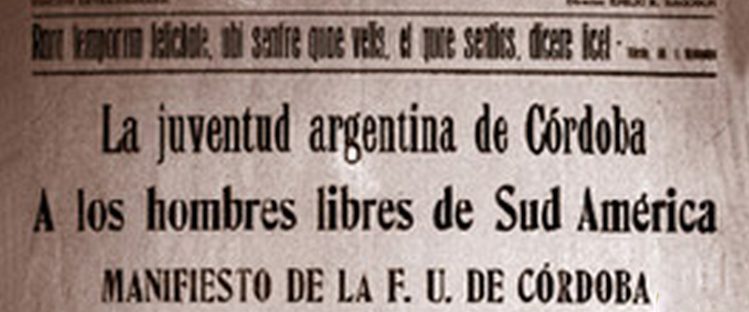 temporum felicitate, ubi sentire quae velis, et quae sentias, dicere licet -
La juventud argentina de Córdoba
A los hombres libres de Sud América
MANIFIESTO DE LA F. U. DE CÓRDOBA